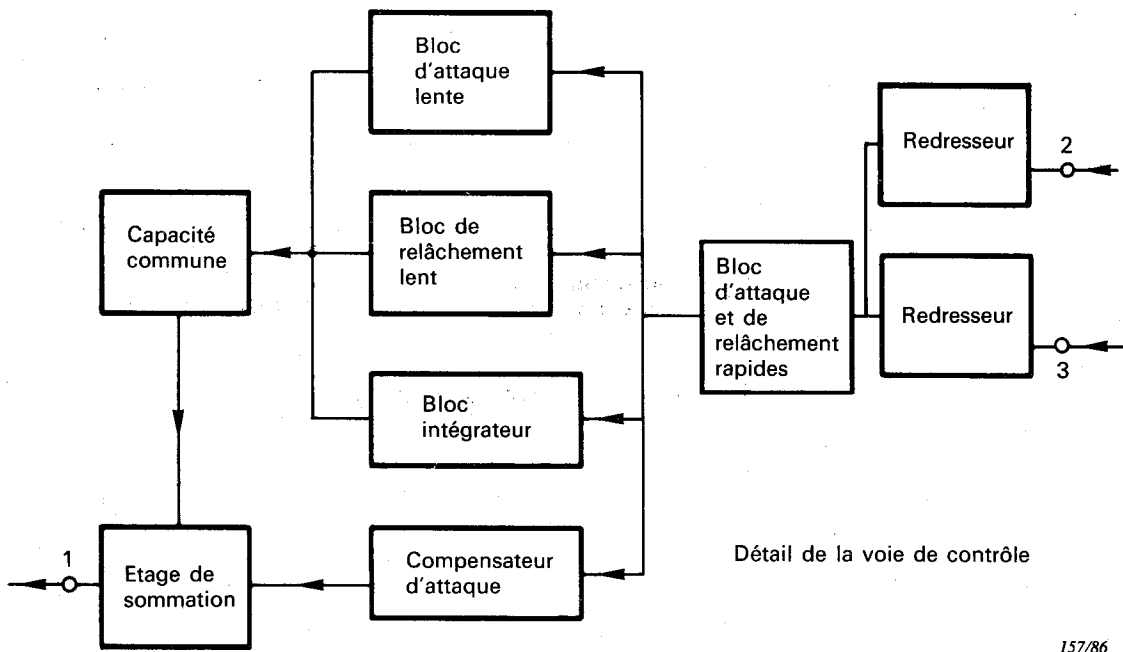 Bloc
d'attaque
lente
Redresseur
2
Capacité
commune
Bloc de
relâchement
lent
Bloc
d'attaque
et de
relâchement
rapides
Redresseur
3
Bloc
intégrateur
1
Etage de
sommation
Compensateur
d'attaque
Détail de la voie de contrôle
157/86